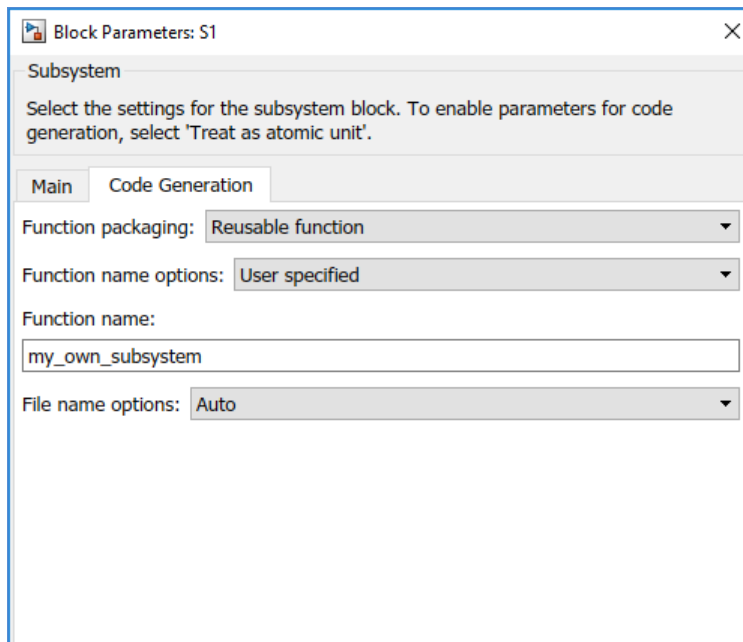 Block Parameters: S1
Subsystem
Select the settings for the subsystem block. To enable parameters for code
generation, select 'Treat as atomic unit'.
Main Code Generation
Function packaging: Reusable function
Function name options: User specified
Function name:
my_own_subsystem
File name options: Auto